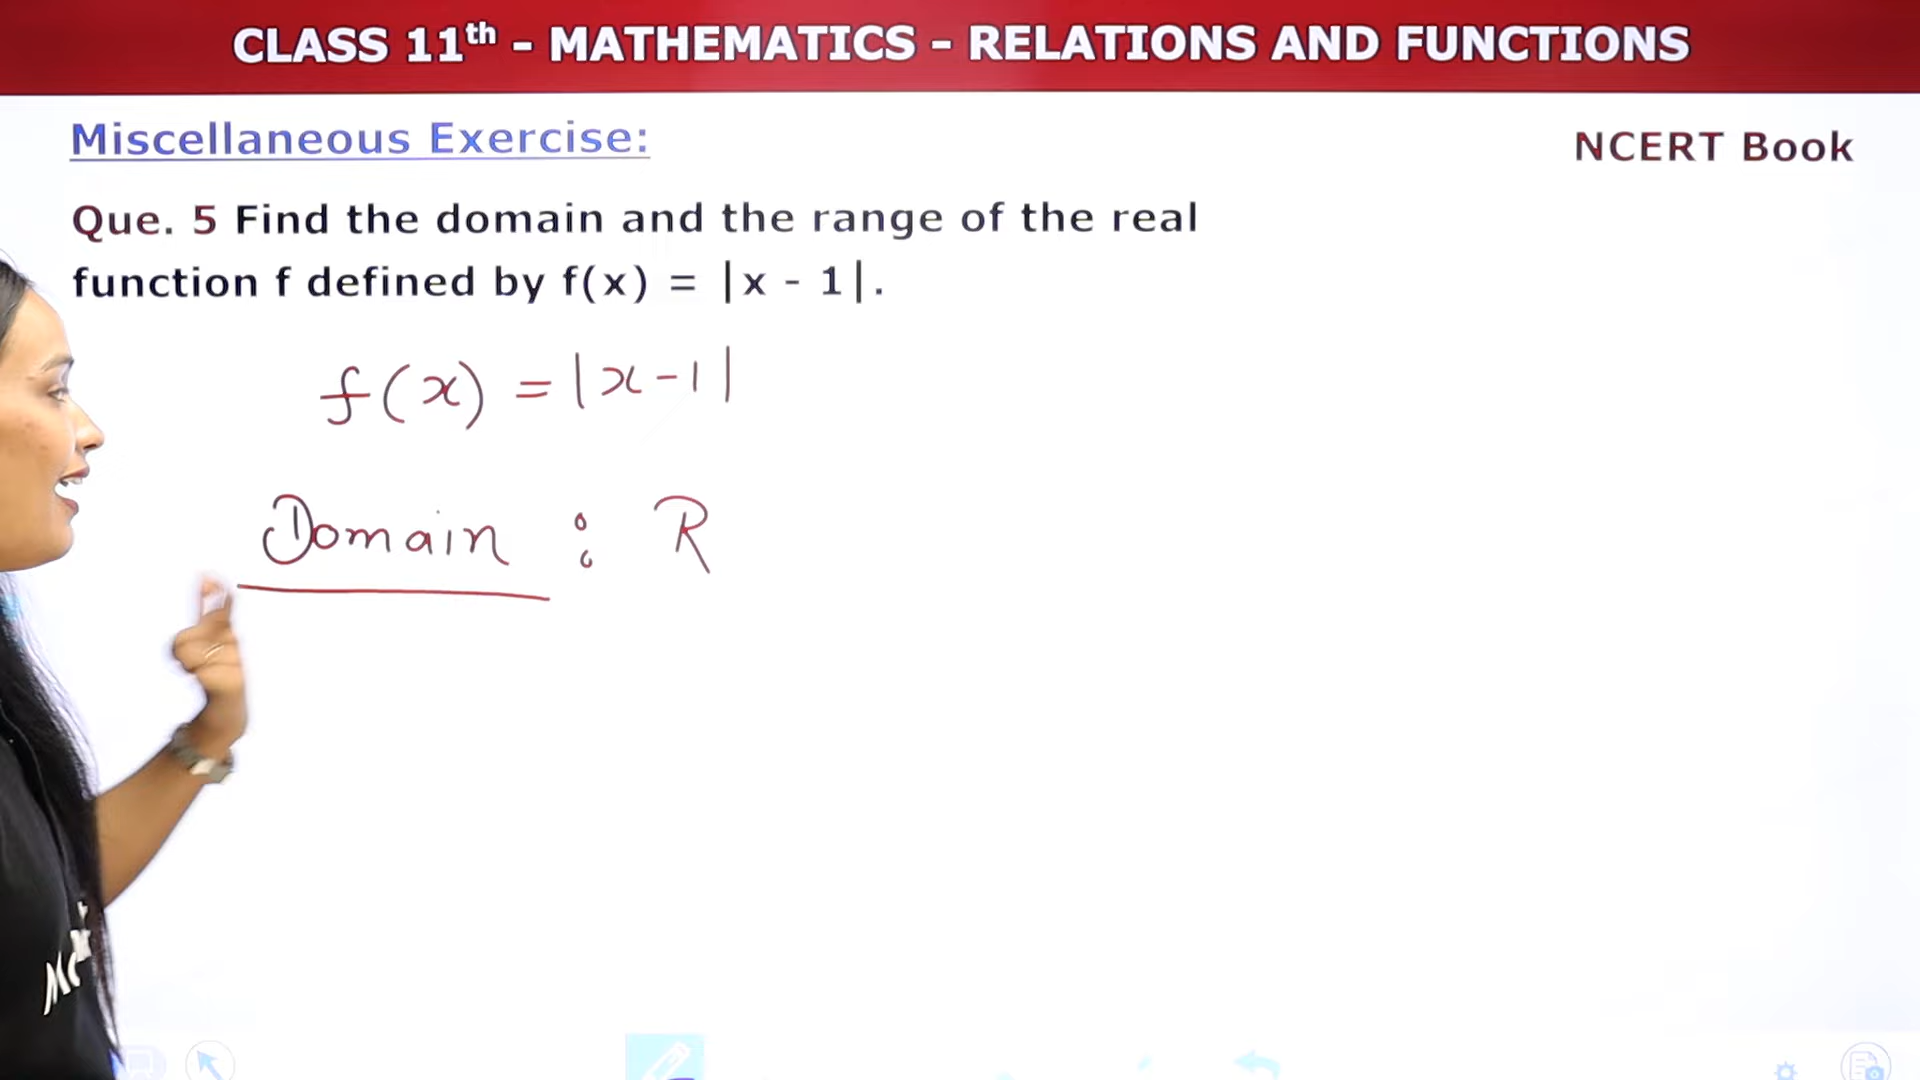 CLASS 11th - MATHEMATICS - RELATIONS AND FUNCTIONS
Miscellaneous Exercise:
NCERT Book
Que. 5 Find the domain and the range of the real
function f defined by f(x) = |x - 1|.
f(x) = |x-1|
Domain : R